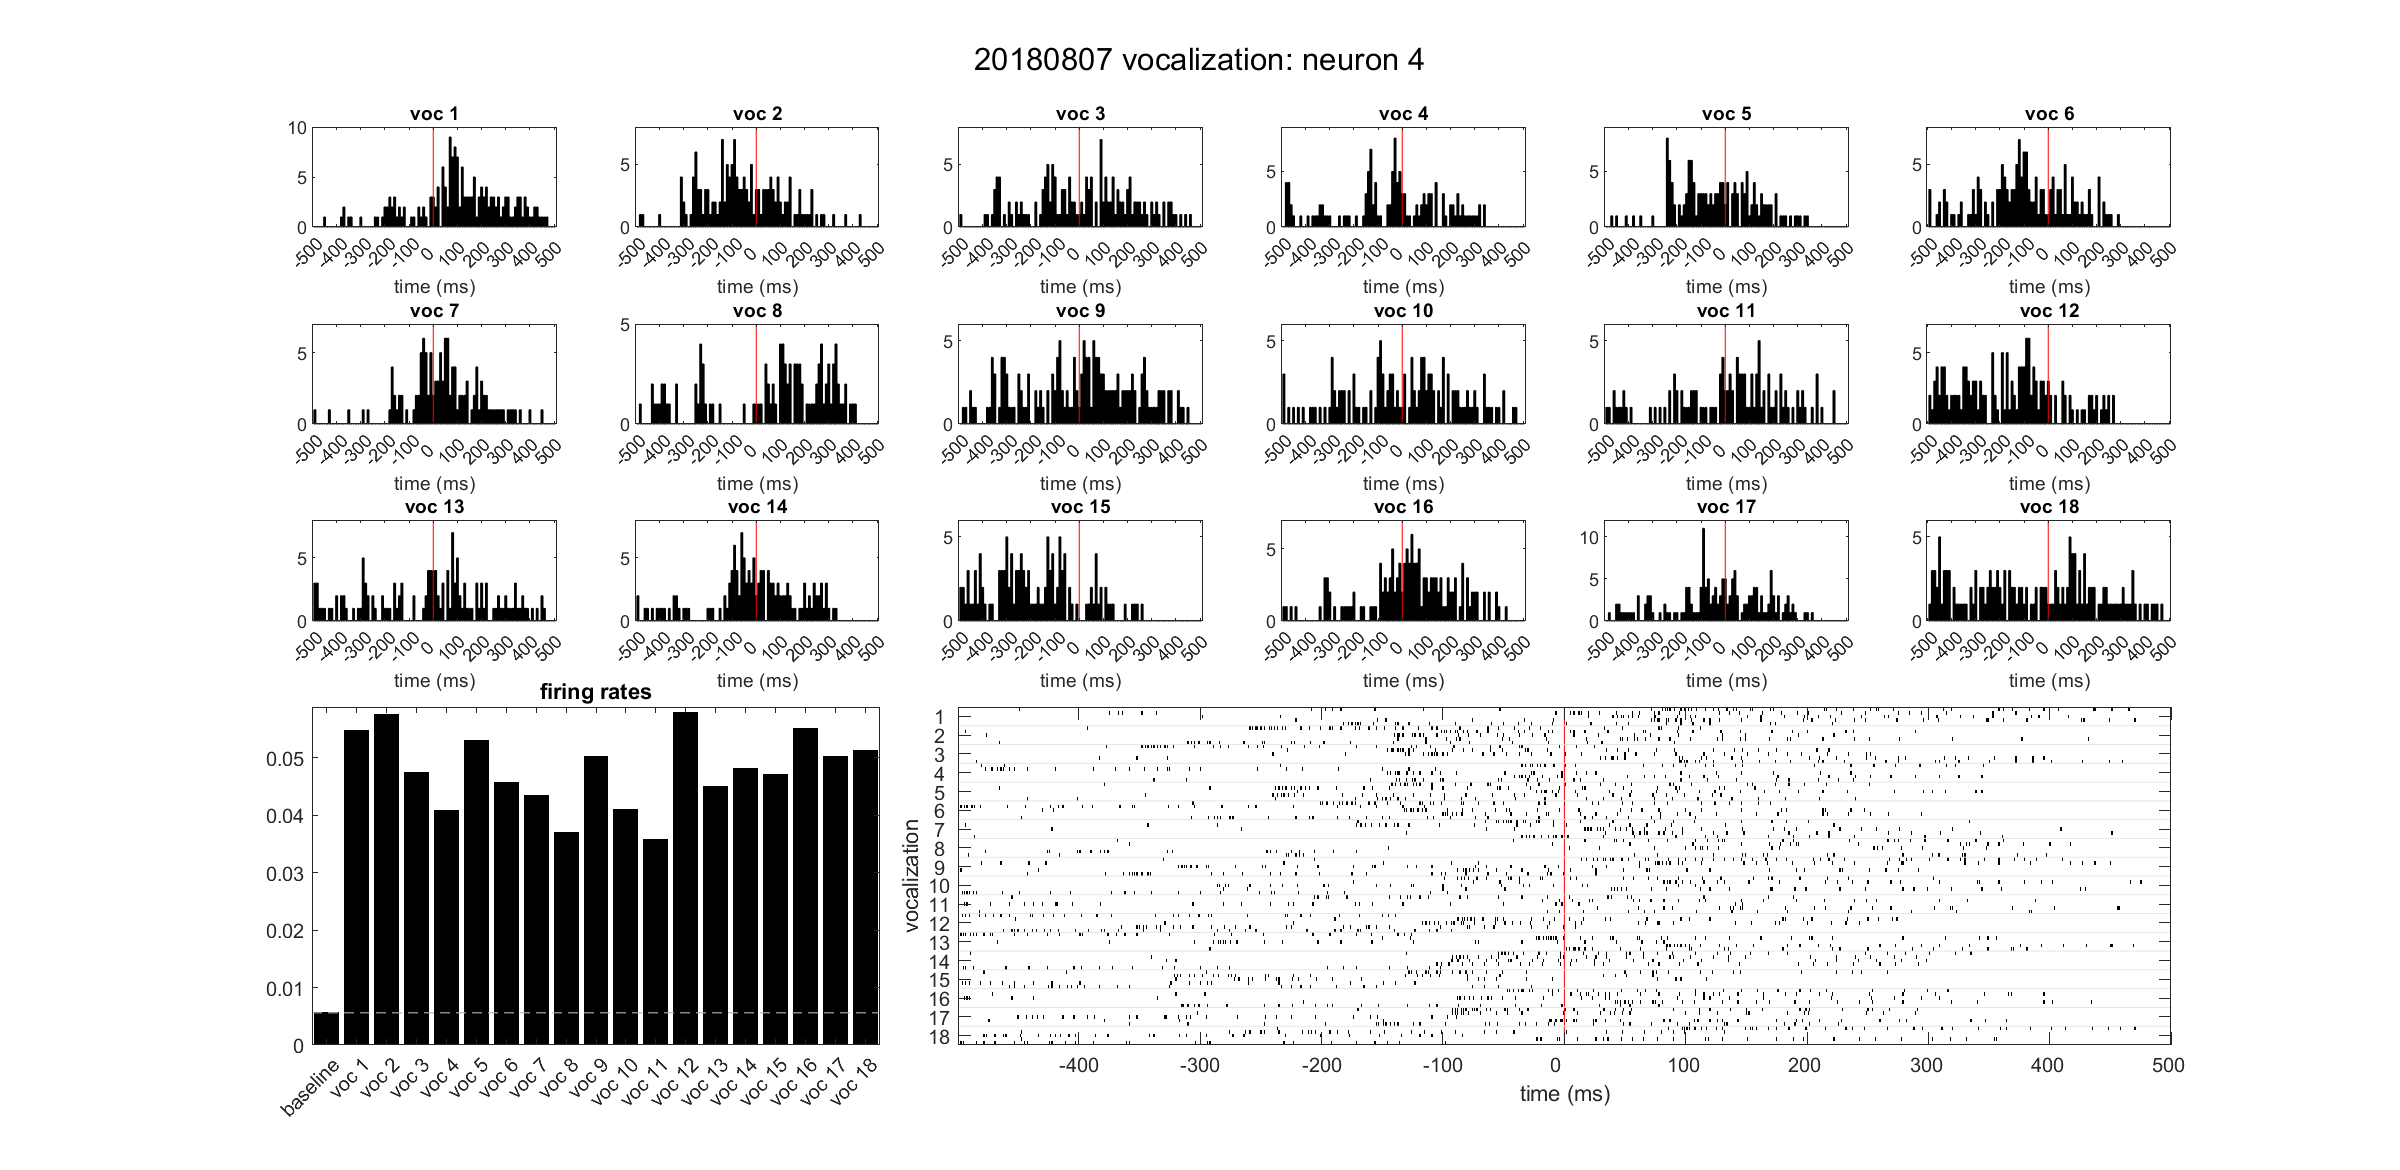 20180807 vocalization: neuron 4
voc 1 voc 2 voc 3 voc 4 voc 5 voc 6
10
5
0
5
0
5
0
5
0
5
0
5
0
-500 -400 -300 -200 -100 0 100 200 300 400 500
-500 -400 -300 -200 -100 0 100 200 300 400 500
-500 -400 -300 -200 -100 0 100 200 300 400 500
-500 -400 -300 -200 -100 0 100 200 300 400 500
-500 -400 -300 -200 -100 0 100 200 300 400 500
-500 -400 -300 -200 -100 0 100 200 300 400 500
time (ms) time (ms) time (ms) time (ms) time (ms) time (ms)
voc 7 voc 8 voc 9 voc 10 voc 11 voc 12
5
0
5
0
5
0
5
0
5
0
5
0
-500 -400 -300 -200 -100 0 100 200 300 400 500
-500 -400 -300 -200 -100 0 100 200 300 400 500
-500 -400 -300 -200 -100 0 100 200 300 400 500
-500 -400 -300 -200 -100 0 100 200 300 400 500
-500 -400 -300 -200 -100 0 100 200 300 400 500
-500 -400 -300 -200 -100 0 100 200 300 400 500
time (ms) time (ms) time (ms) time (ms) time (ms) time (ms)
voc 13 voc 14 voc 15 voc 16 voc 17 voc 18
5
0
5
0
5
0
5
0
10
5
0
5
0
-500 -400 -300 -200 -100 0 100 200 300 400 500
-500 -400 -300 -200 -100 0 100 200 300 400 500
-500 -400 -300 -200 -100 0 100 200 300 400 500
-500 -400 -300 -200 -100 0 100 200 300 400 500
-500 -400 -300 -200 -100 0 100 200 300 400 500
-500 -400 -300 -200 -100 0 100 200 300 400 500
time (ms) time (ms) time (ms) time (ms) time (ms) time (ms)
firing rates
0.05
0.04
0.03
0.02
0.01
0
baseline voc 1 voc 2 voc 3 voc 4 voc 5 voc 6 voc 7 voc 8 voc 9 voc 10 voc 11 voc 12 voc 13 voc 14 voc 15 voc 16 voc 17 voc 18
vocalization
1
2
3
4
5
6
7
8
9
10
11
12
13
14
15
16
17
18
-400 -300 -200 -100 0 100 200 300 400 500
time (ms)